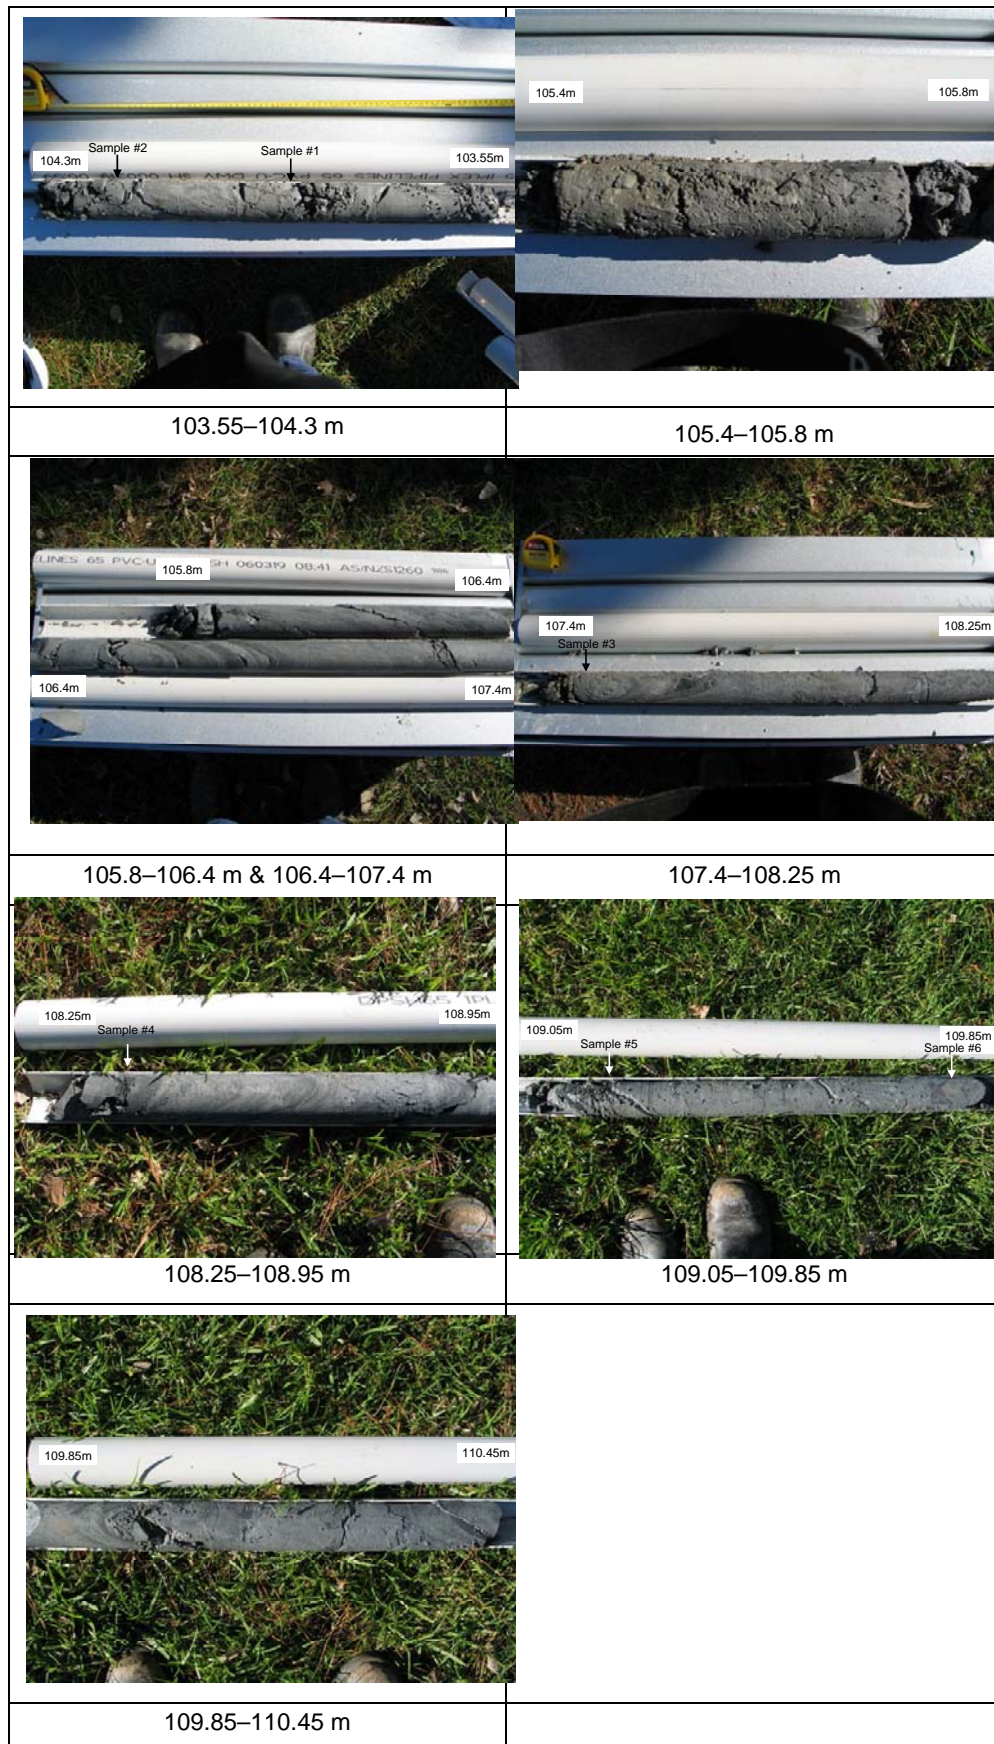 104.3m
Sample #2
Sample #1
103.55m
105.4m
105.8m
103.55–104.3 m
105.4–105.8 m
LINES 65 PVC-U
SH 060319 08:41 AS/NZS1260
105.8m
106.4m
106.4m
107.4m
107.4m
108.25m
Sample #3
105.8–106.4 m & 106.4–107.4 m
107.4–108.25 m
108.25m
108.95m
Sample #4
109.05m
109.85m
Sample #5
Sample #6
108.25–108.95 m
109.05–109.85 m
109.85m
110.45m
109.85–110.45 m